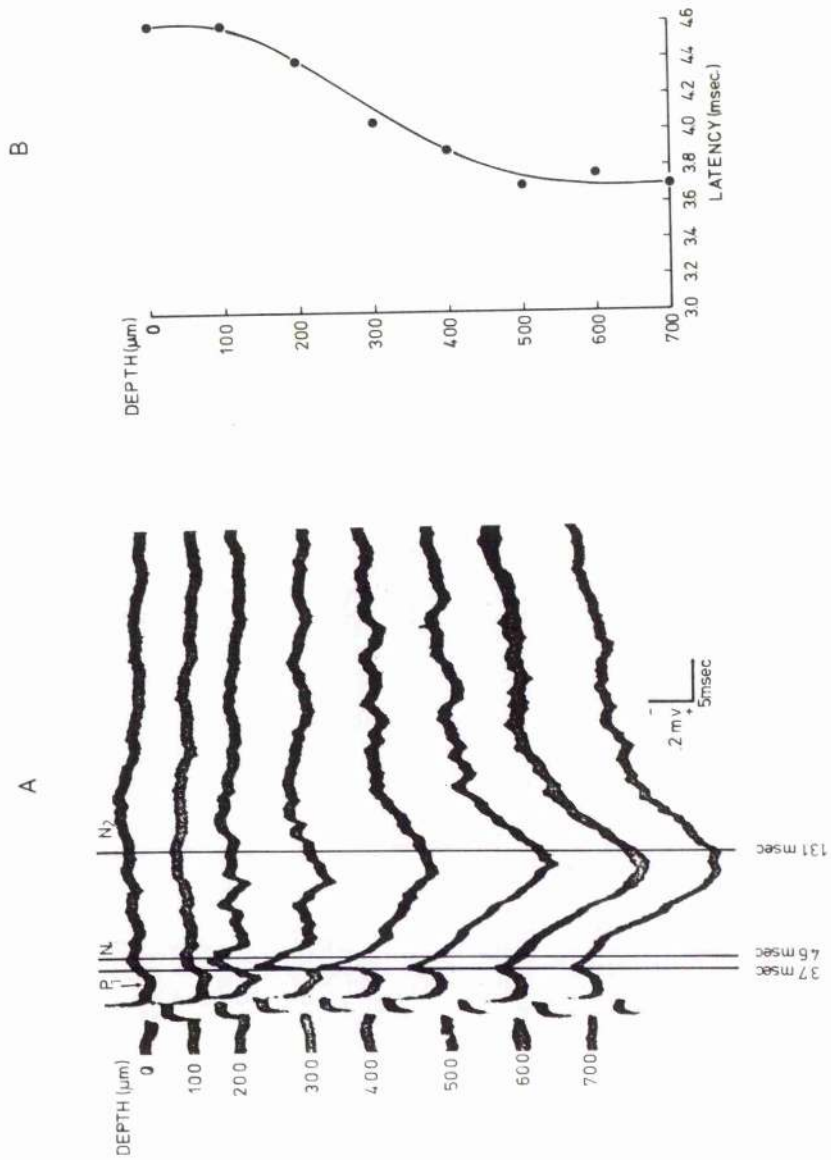 A
DEPTH (µm)
P1
N
N2
0
100
200
300
400
500
600
700
.2 mv
-
+
5msec
3.7 msec
4.6 msec
13.1 msec
B
DEPTH (µm)
0
100
200
300
400
500
600
700
3.0 3.2 3.4 3.6 3.8 4.0 4.2 4.4 4.6
LATENCY (msec.)